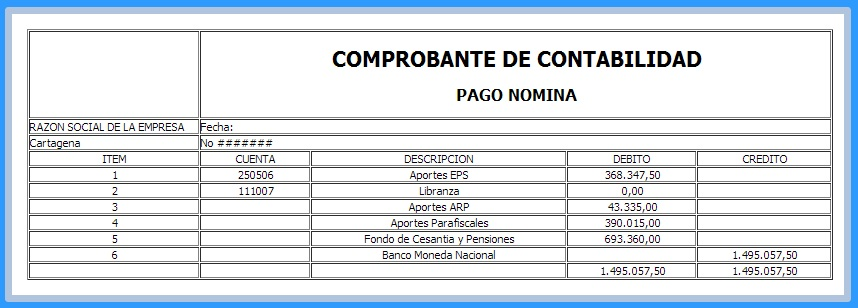 COMPROBANTE DE CONTABILIDAD
PAGO NOMINA
RAZON SOCIAL DE LA EMPRESA Fecha:
Cartagena No #######
ITEM CUENTA DESCRIPCION DEBITO CREDITO
1 250506 Aportes EPS 368.347,50
2 111007 Libranza 0,00
3 Aportes ARP 43.335,00
4 Aportes Parafiscales 390.015,00
5 Fondo de Cesantia y Pensiones 693.360,00
6 Banco Moneda Nacional 1.495.057,50
1.495.057,50 1.495.057,50